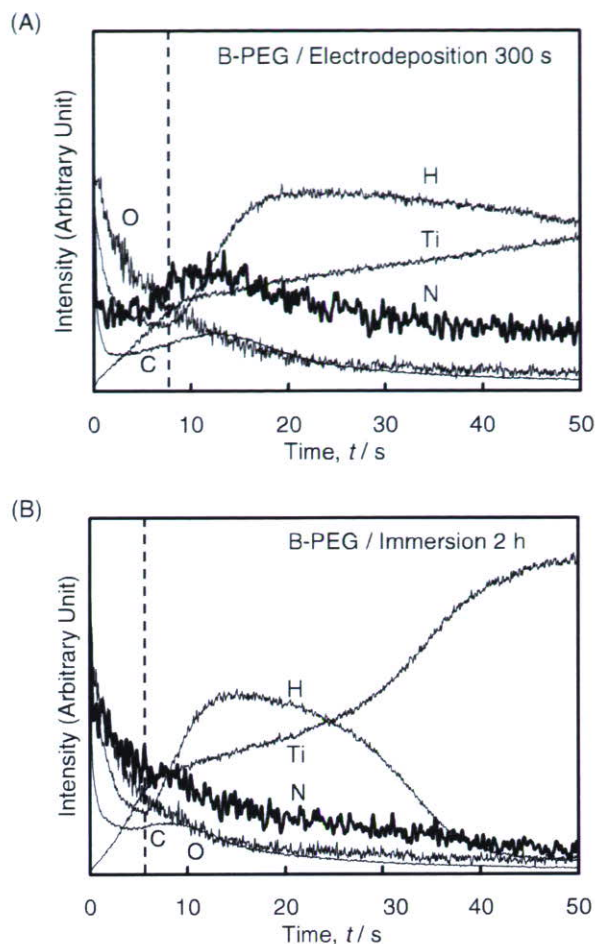 (A)
B-PEG / Electrodeposition 300 s
Intensity (Arbitrary Unit)
O
H
Ti
N
C
0 10 20 30 40 50
Time, t / s
(B)
B-PEG / Immersion 2 h
Intensity (Arbitrary Unit)
H
Ti
N
C
O
0 10 20 30 40 50
Time, t / s